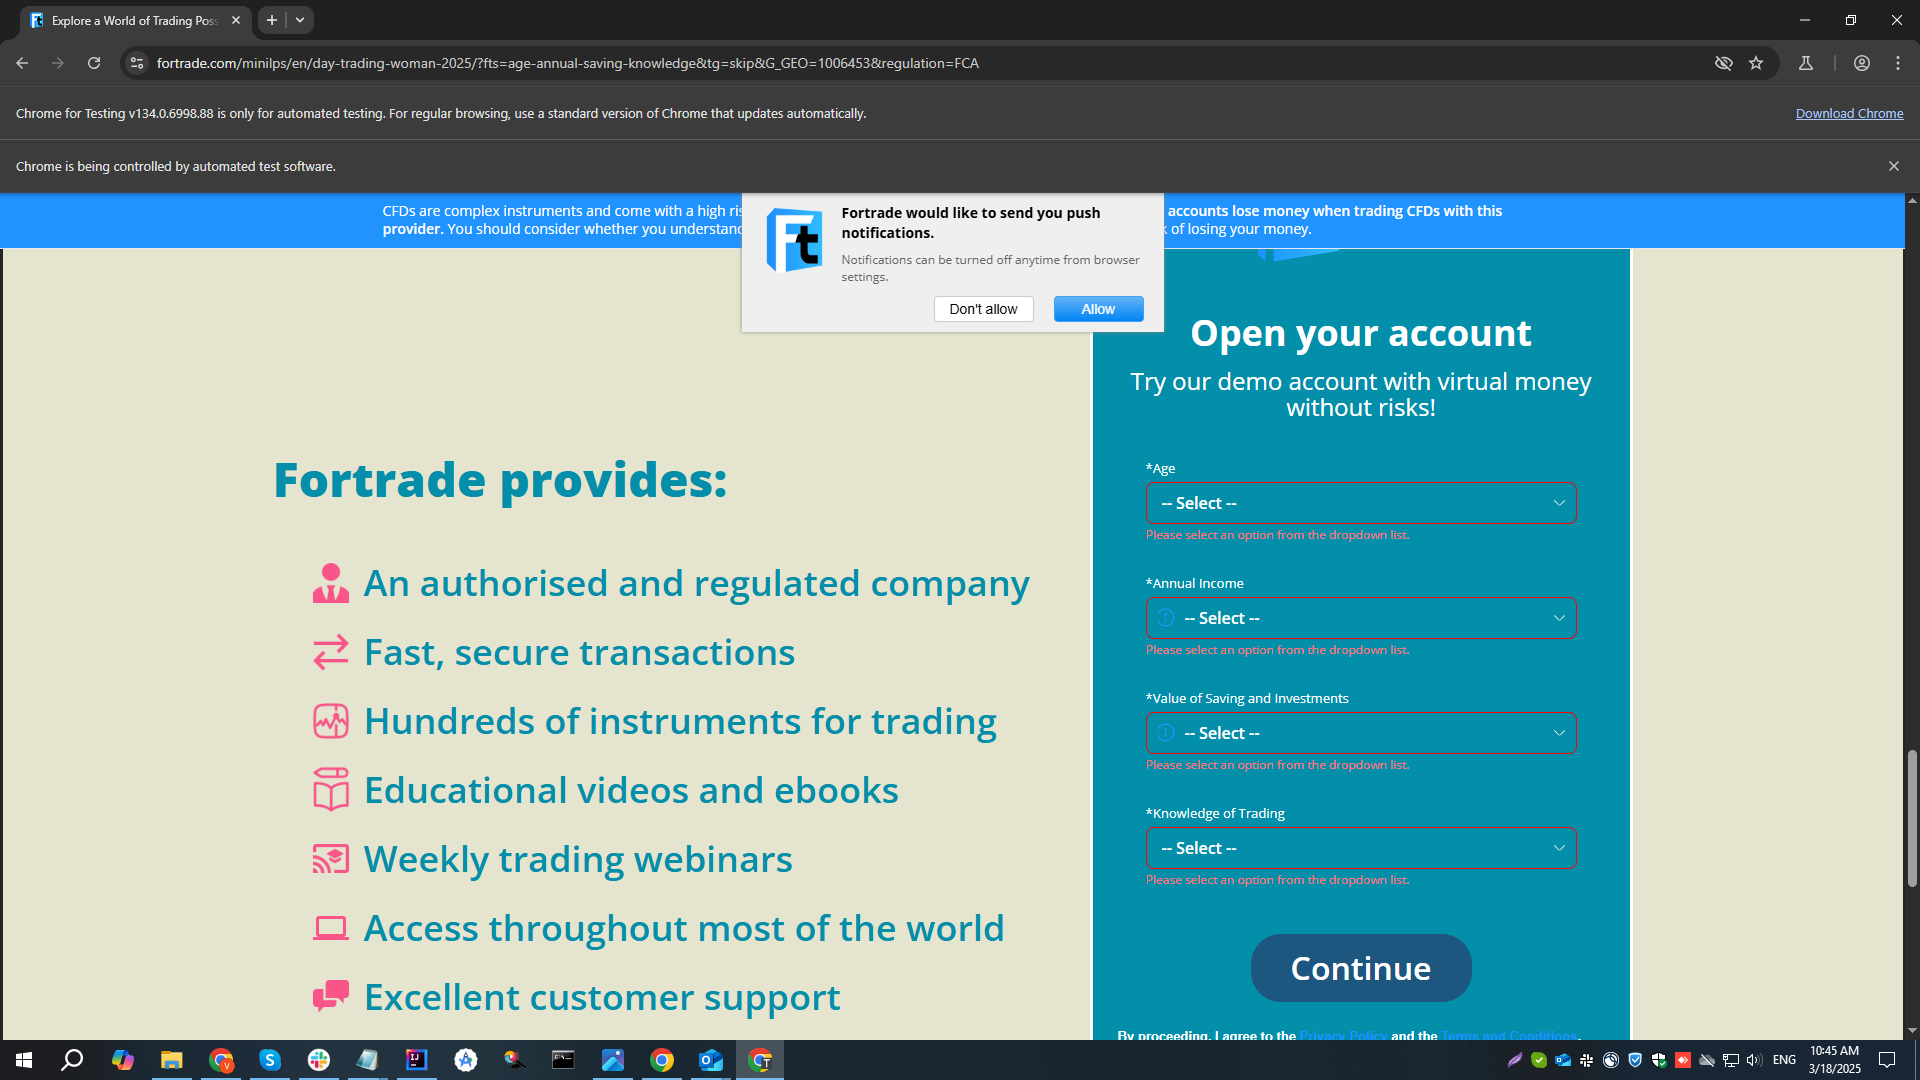 Explore a World of Trading Poss
fortrade.com/minilps/en/day-trading-woman-2025/?fts=age-annual-saving-knowledge&tg=skip&G_GEO=1006453&regulation=FCA
Chrome for Testing v134.0.6998.88 is only for automated testing. For regular browsing, use a standard version of Chrome that updates automatically.
Download Chrome
Chrome is being controlled by automated test software.
CFDs are complex instruments and come with a high
accounts lose money when trading CFDs with this
provider. You should consider whether you
of losing your money.
Ft
Fortrade would like to send you push
notifications.
Notifications can be turned off anytime from browser
settings.
Don't allow
Allow
Open your account
Try our demo account with virtual money
without risks!
*Age
-- Select --
Please select an option from the dropdown list.
*Annual Income
-- Select --
Please select an option from the dropdown list.
*Value of Saving and Investments
-- Select --
Please select an option from the dropdown list.
*Knowledge of Trading
-- Select --
Please select an option from the dropdown list.
Continue
By proceeding, I agree to the Privacy Policy and the Terms and Conditions.
Fortrade provides:
An authorised and regulated company
Fast, secure transactions
Hundreds of instruments for trading
Educational videos and ebooks
Weekly trading webinars
Access throughout most of the world
Excellent customer support
ENG
10:45 AM
3/18/2025